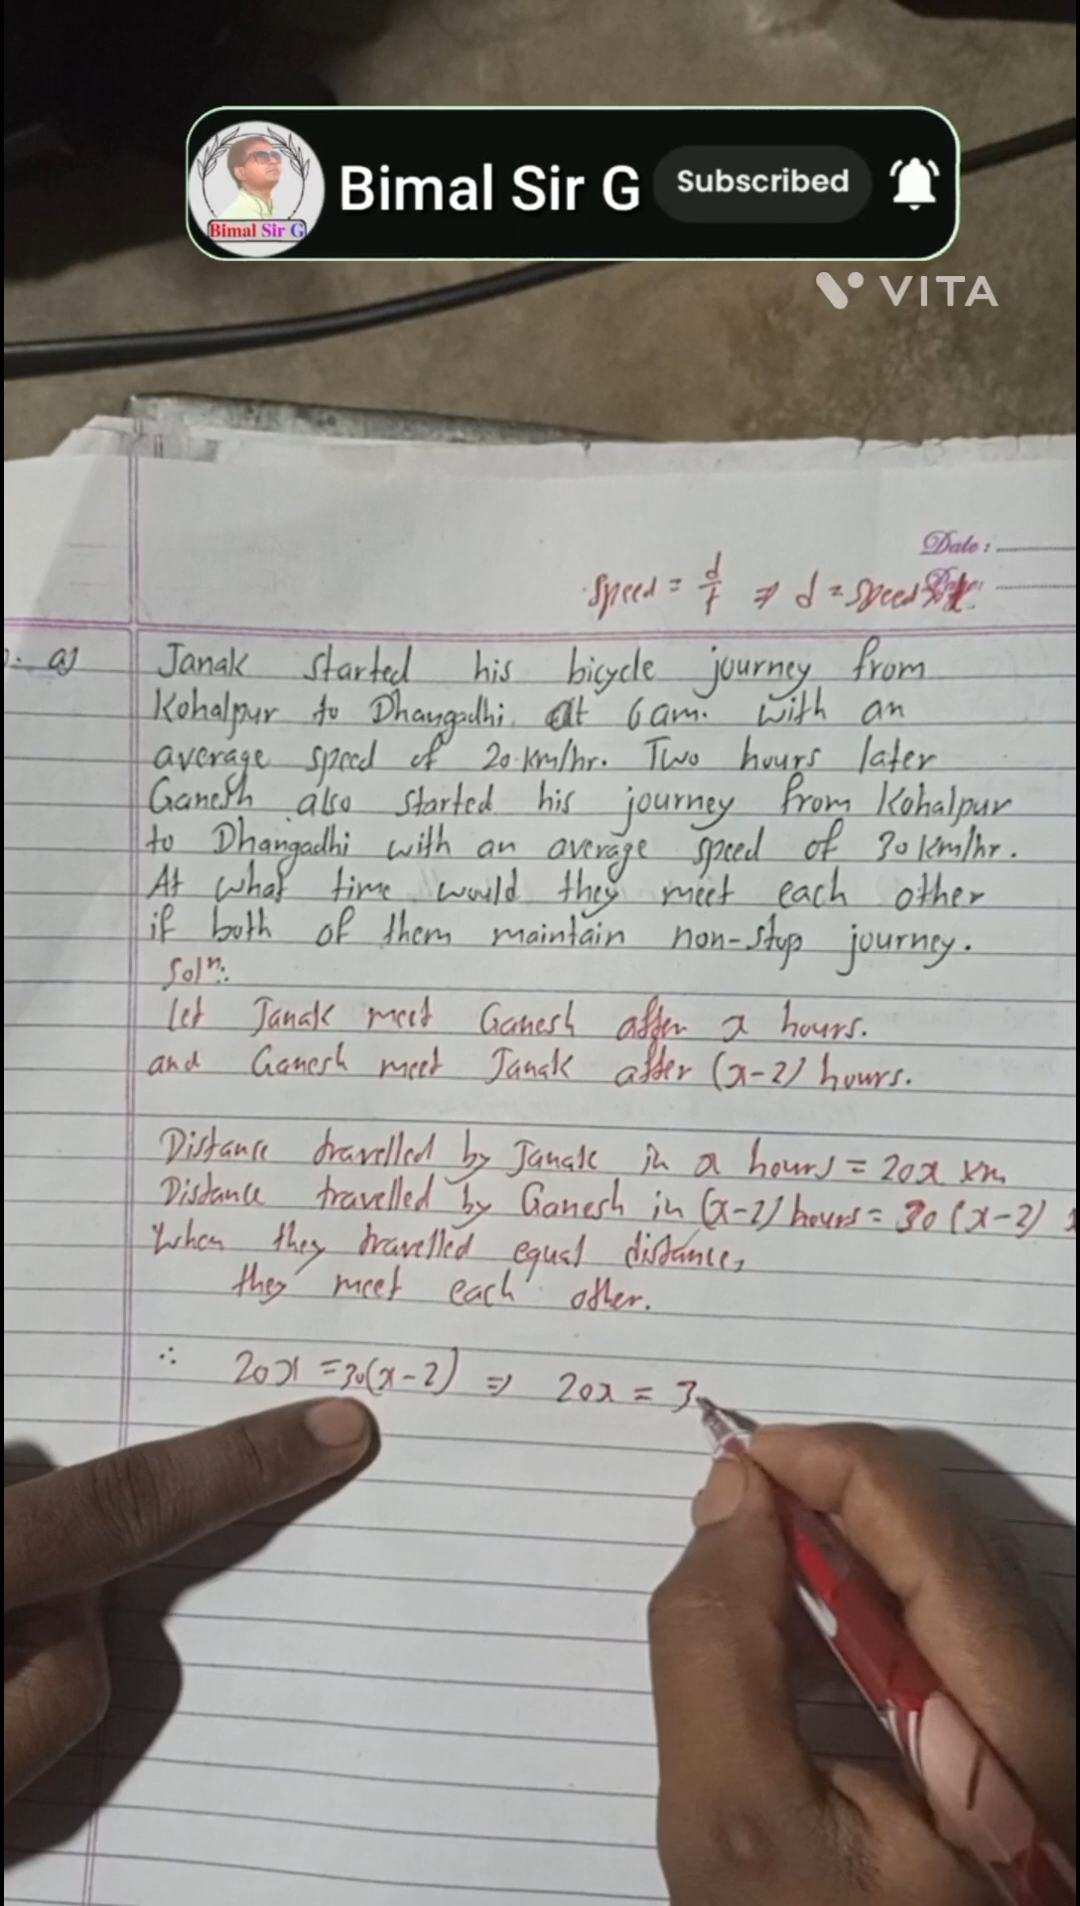 Bimal Sir G
Subscribed
Bimal Sir G
VITA
Date:
speed = d/t ⇒ d = speed
a) Janak started his bicycle journey from
Kohalpur to Dhangadhi at 6 am. with an
average speed of 20 km/hr. Two hours later
Ganesh also started his journey from Kohalpur
to Dhangadhi with an average speed of 30 km/hr.
At what time would they meet each other
if both of them maintain non-stop journey.
Solⁿ:
Let Janak meet Ganesh after x hours.
and Ganesh meet Janak after (x-2) hours.
Distance travelled by Janak in x hours = 20x km
Distance travelled by Ganesh in (x-2) hours = 30(x-2)
When they travelled equal distance,
they meet each other.
∴ 20x = 30(x-2) ⇒ 20x = 3